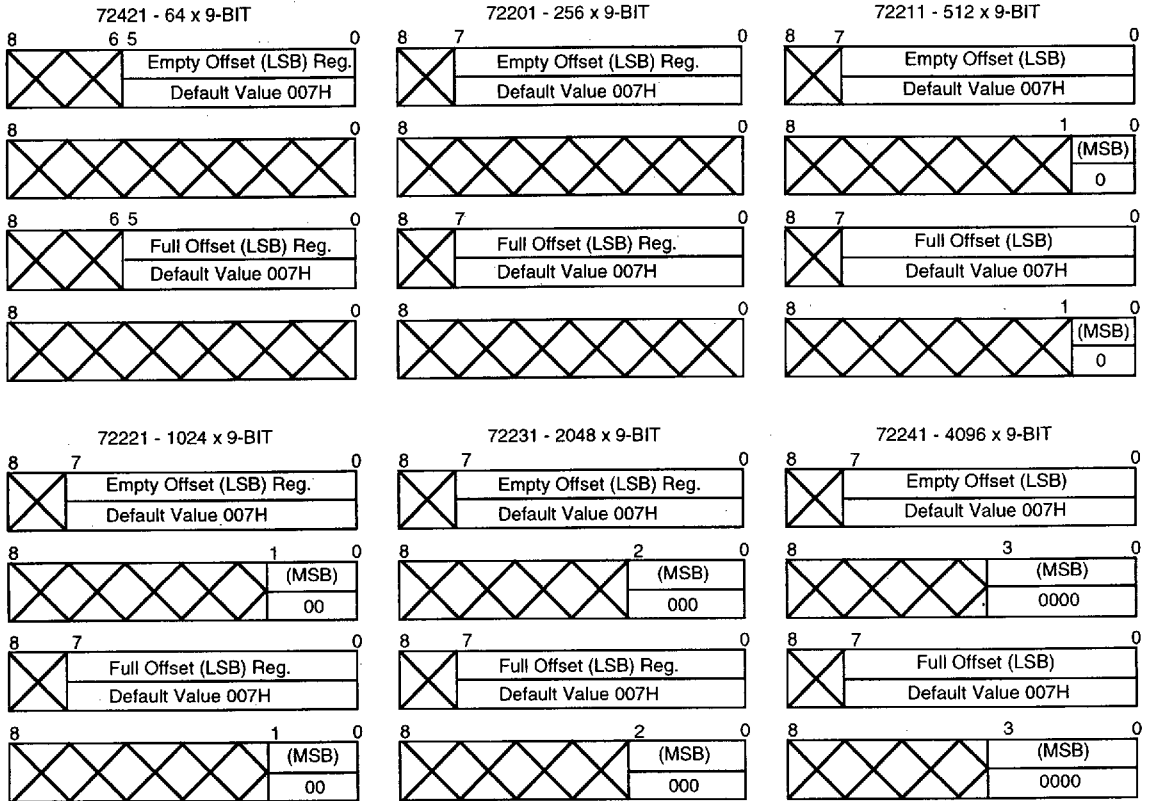 72421 - 64 x 9-BIT
8 6 5 0
Empty Offset (LSB) Reg.
Default Value 007H
8 0
8 6 5 0
Full Offset (LSB) Reg.
Default Value 007H
8 0
72201 - 256 x 9-BIT
8 7 0
Empty Offset (LSB) Reg.
Default Value 007H
8 0
8 7 0
Full Offset (LSB) Reg.
Default Value 007H
8 0
72211 - 512 x 9-BIT
8 7 0
Empty Offset (LSB)
Default Value 007H
8 1 0
(MSB)
0
8 7 0
Full Offset (LSB)
Default Value 007H
8 1 0
(MSB)
0
72221 - 1024 x 9-BIT
8 7 0
Empty Offset (LSB) Reg.
Default Value 007H
8 1 0
(MSB)
00
8 7 0
Full Offset (LSB) Reg.
Default Value 007H
8 1 0
(MSB)
00
72231 - 2048 x 9-BIT
8 7 0
Empty Offset (LSB) Reg.
Default Value 007H
8 2 0
(MSB)
000
8 7 0
Full Offset (LSB) Reg.
Default Value 007H
8 2 0
(MSB)
000
72241 - 4096 x 9-BIT
8 7 0
Empty Offset (LSB)
Default Value 007H
8 3 0
(MSB)
0000
8 7 0
Full Offset (LSB)
Default Value 007H
8 3 0
(MSB)
0000